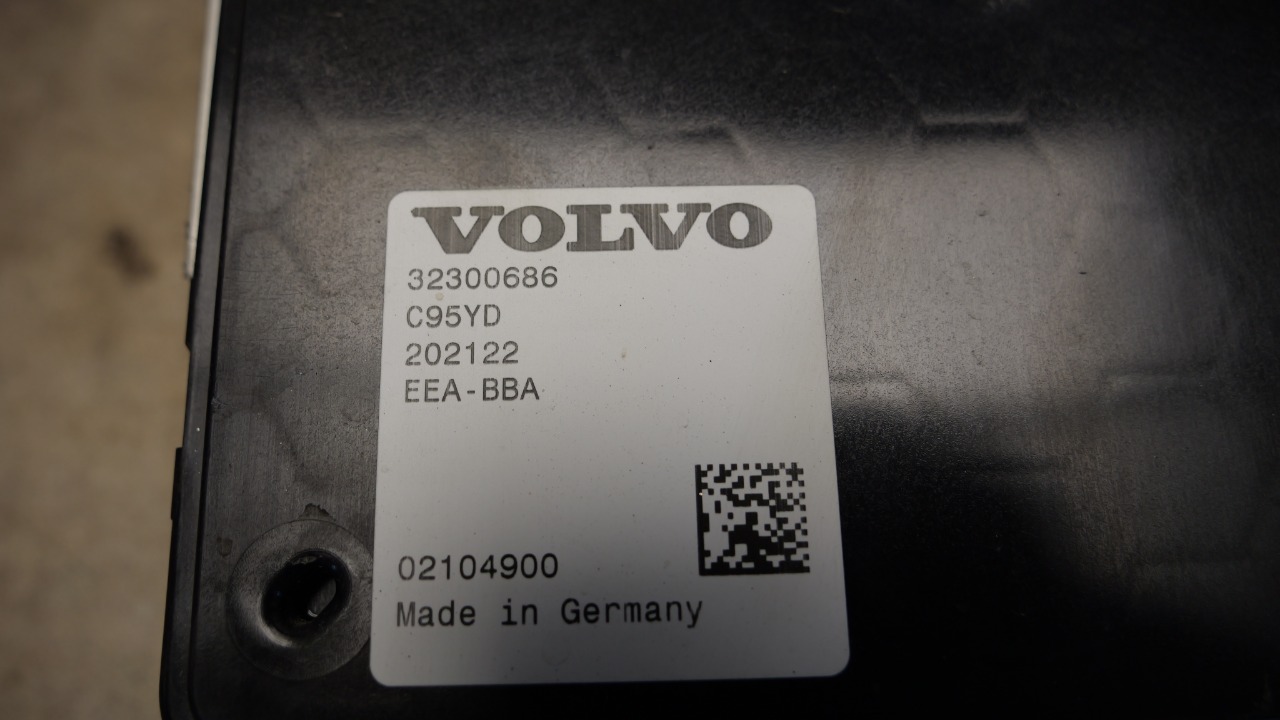 VOLVO
32300686
C95YD
202122
EEA-BBA
02104900
Made in Germany